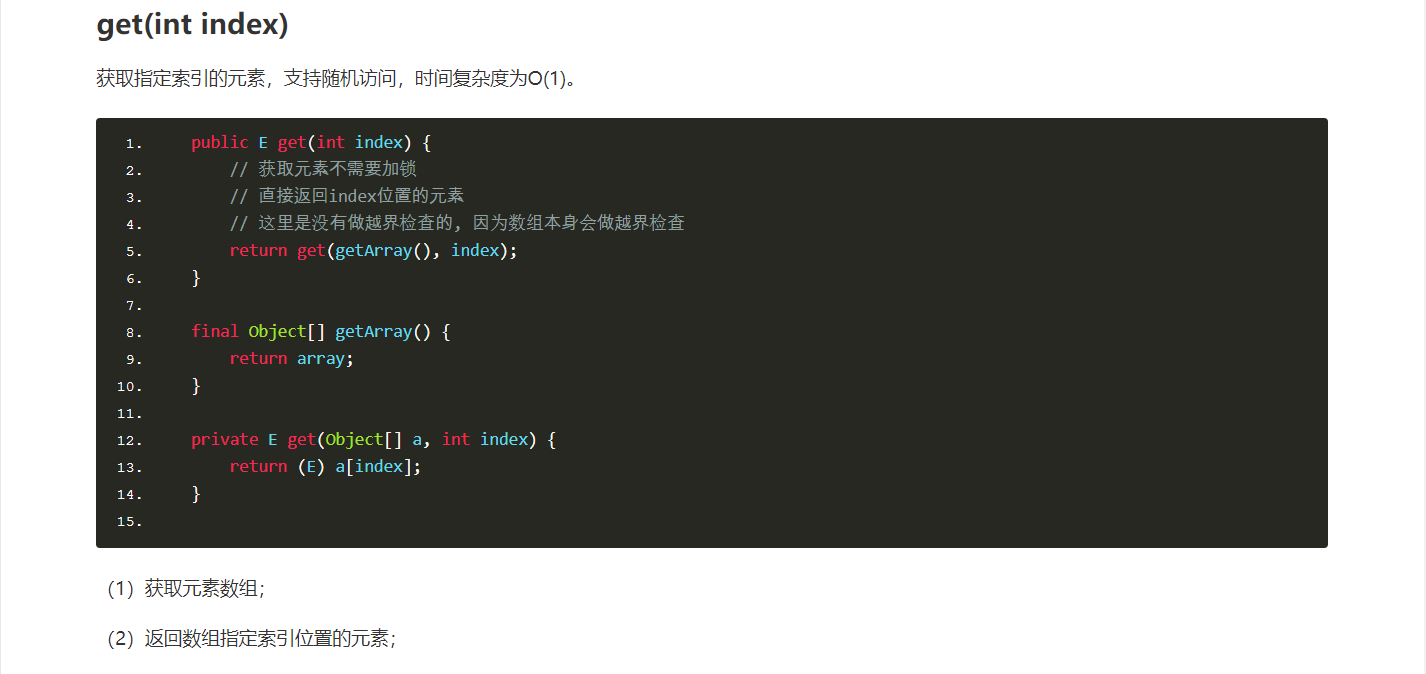 get(int index)
获取指定索引的元素，支持随机访问，时间复杂度为O(1)。
1. public E get(int index) {
2. // 获取元素不需要加锁
3. // 直接返回index位置的元素
4. // 这里是没有做越界检查的, 因为数组本身会做越界检查
5. return get(getArray(), index);
6. }
7.
8. final Object[] getArray() {
9. return array;
10. }
11.
12. private E get(Object[] a, int index) {
13. return (E) a[index];
14. }
15.
（1）获取元素数组；
（2）返回数组指定索引位置的元素；